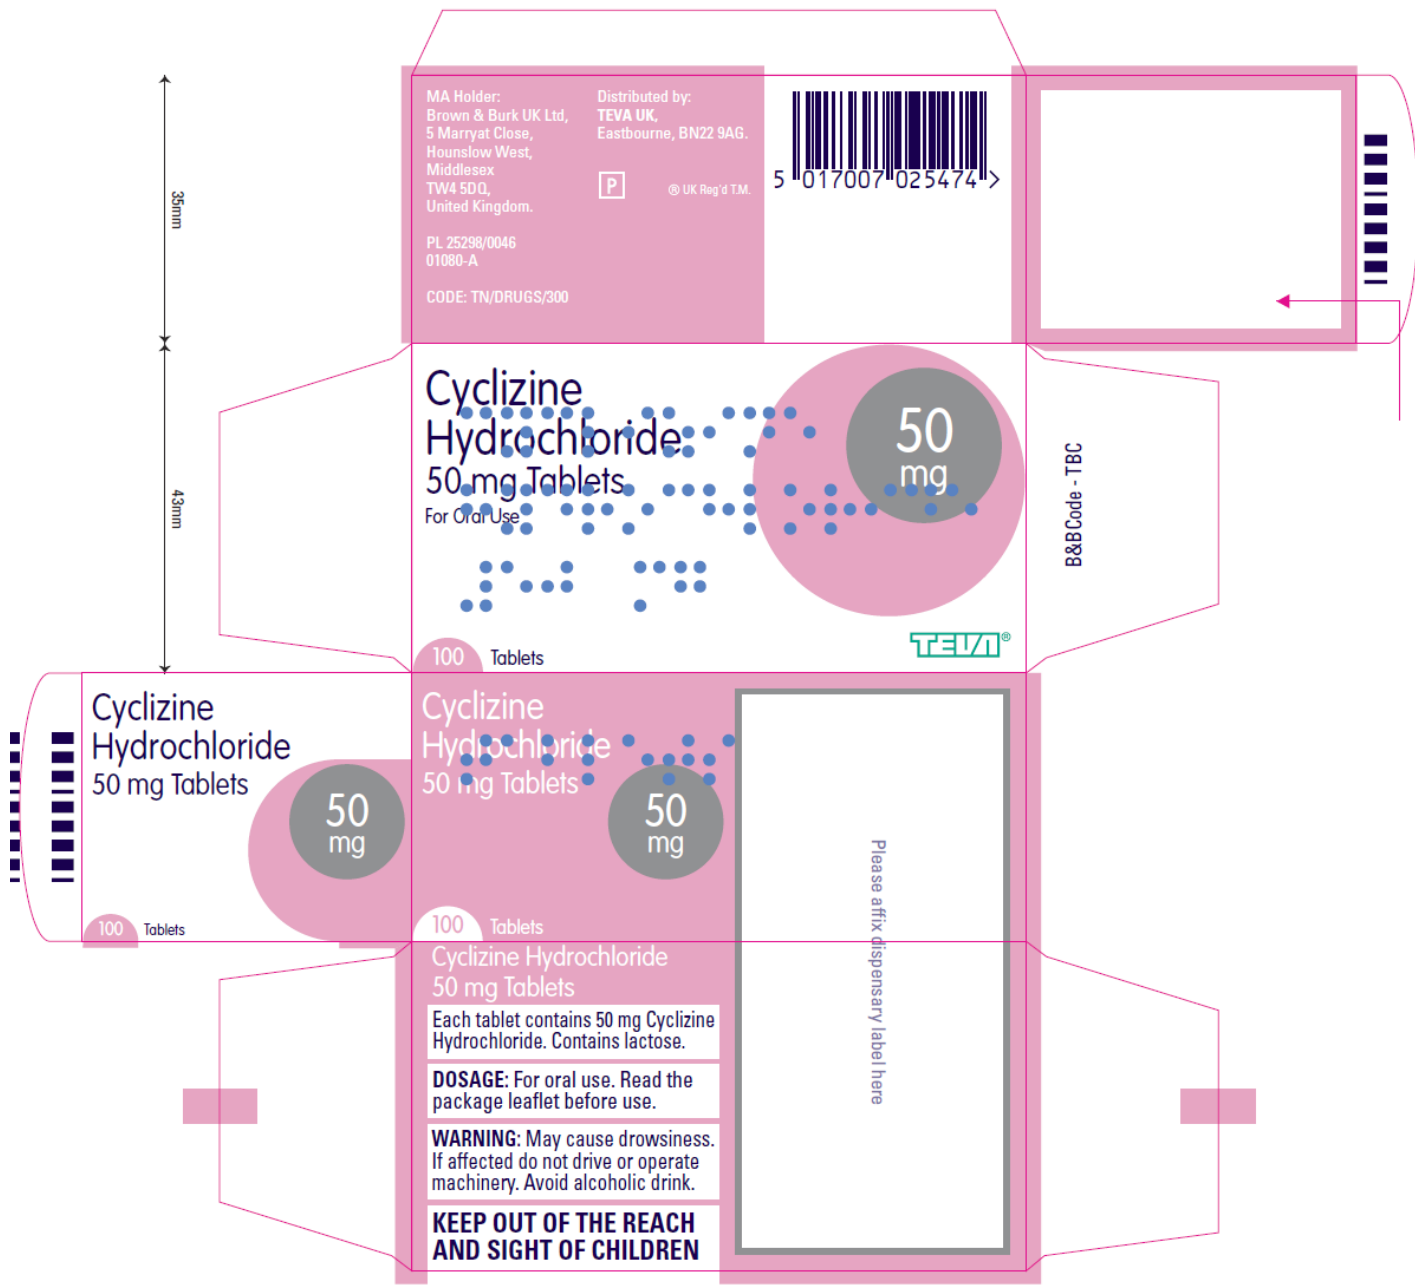 MA Holder:
Brown & Burk UK Ltd,
5 Marryat Close,
Hounslow West,
Middlesex
TW4 5DQ,
United Kingdom.
PL 25298/0046
01080-A
CODE: TN/DRUGS/300
Distributed by:
TEVA UK,
Eastbourne, BN22 9AG.
P
® UK Reg'd T.M.
5 017007 025474 >
35mm
43mm
Cyclizine
Hydrochloride
50 mg Tablets
For Oral Use
50
mg
100 Tablets
TEVA®
B&BCode - TBC
Cyclizine
Hydrochloride
50 mg Tablets
50
mg
100 Tablets
Cyclizine
Hydrochloride
50 mg Tablets
50
mg
100 Tablets
Please affix dispensary label here
Cyclizine Hydrochloride
50 mg Tablets
Each tablet contains 50 mg Cyclizine
Hydrochloride. Contains lactose.
DOSAGE: For oral use. Read the
package leaflet before use.
WARNING: May cause drowsiness.
If affected do not drive or operate
machinery. Avoid alcoholic drink.
KEEP OUT OF THE REACH
AND SIGHT OF CHILDREN